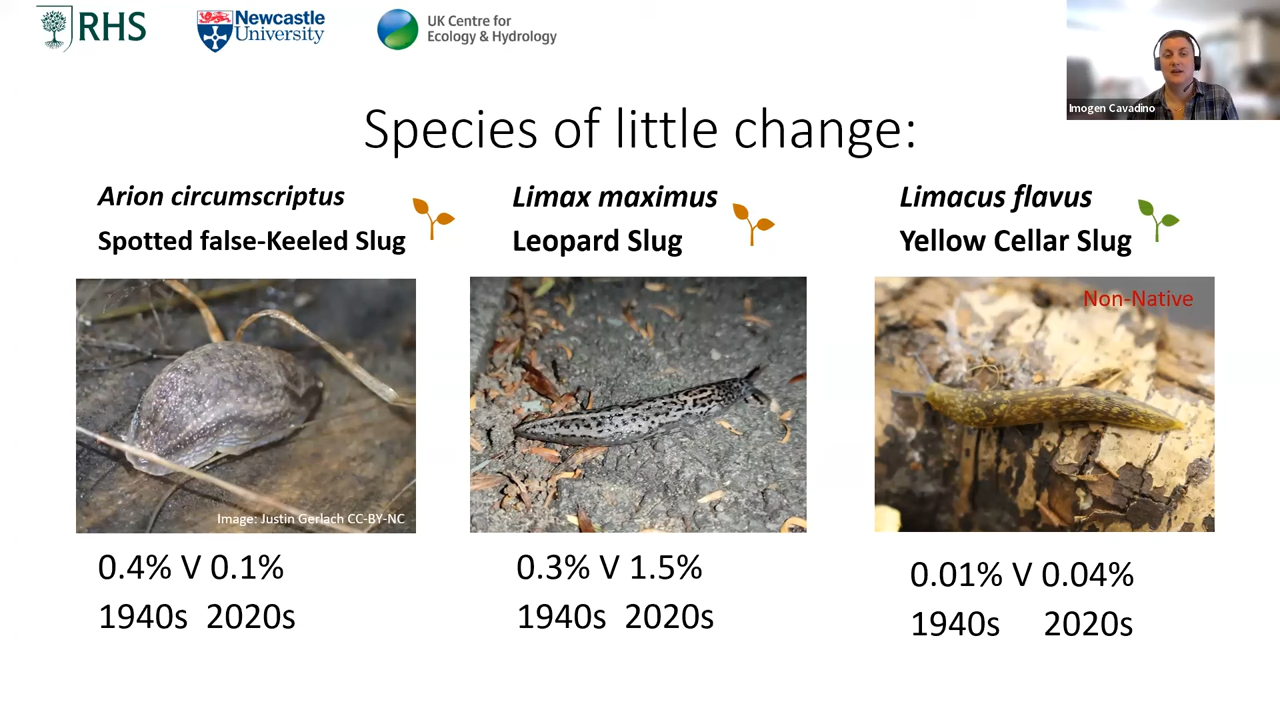 RHS
Newcastle
University
UK Centre for
Ecology & Hydrology
Imogen Cavadino
Species of little change:
Arion circumscriptus
Spotted false-Keeled Slug
Limax maximus
Leopard Slug
Limacus flavus
Yellow Cellar Slug
Image: Justin Gerlach CC-BY-NC
Non-Native
0.4% V 0.1%
1940s 2020s
0.3% V 1.5%
1940s 2020s
0.01% V 0.04%
1940s 2020s